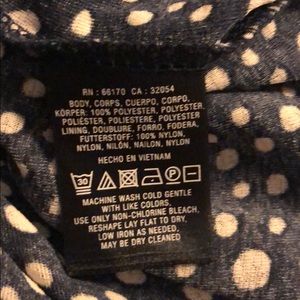 RN : 66170 CA : 32054
BODY, CORPS, CUERPO, CORPO,
KÖRPER: 100% POLYESTER, POLYESTER,
POLIÉSTER, POLIESTERE, POLYESTER
LINING, DOUBLURE, FORRO, FODERA,
FUTTERSTOFF: 100% NYLON,
NYLON, NILÓN, NAILON, NYLON
HECHO EN VIETNAM
30 P
MACHINE WASH COLD GENTLE
WITH LIKE COLORS,
USE ONLY NON-CHLORINE BLEACH,
RESHAPE LAY FLAT TO DRY,
LOW IRON AS NEEDED,
MAY BE DRY CLEANED